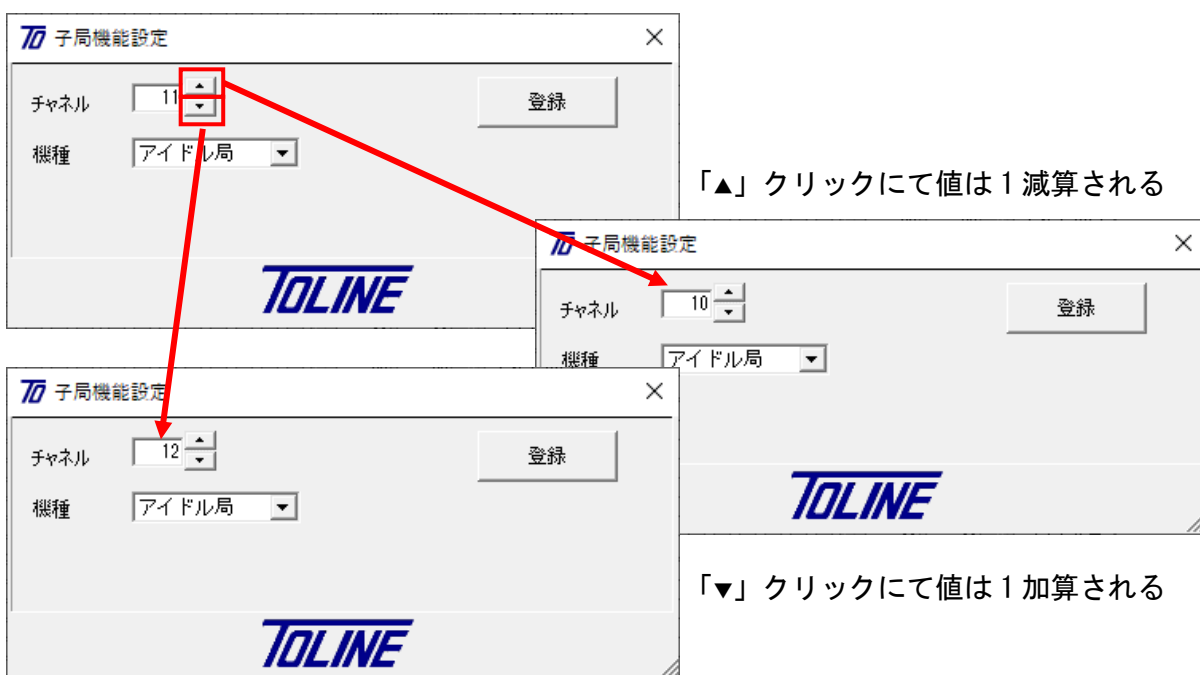 TO 子局機能設定
チャネル 11 登録
機種 アイドル局
TOLINE
「▲」クリックにて値は1減算される
TO 子局機能設定
チャネル 10 登録
機種 アイドル局
TOLINE
TO 子局機能設定
チャネル 12 登録
機種 アイドル局
TOLINE
「▼」クリックにて値は1加算される